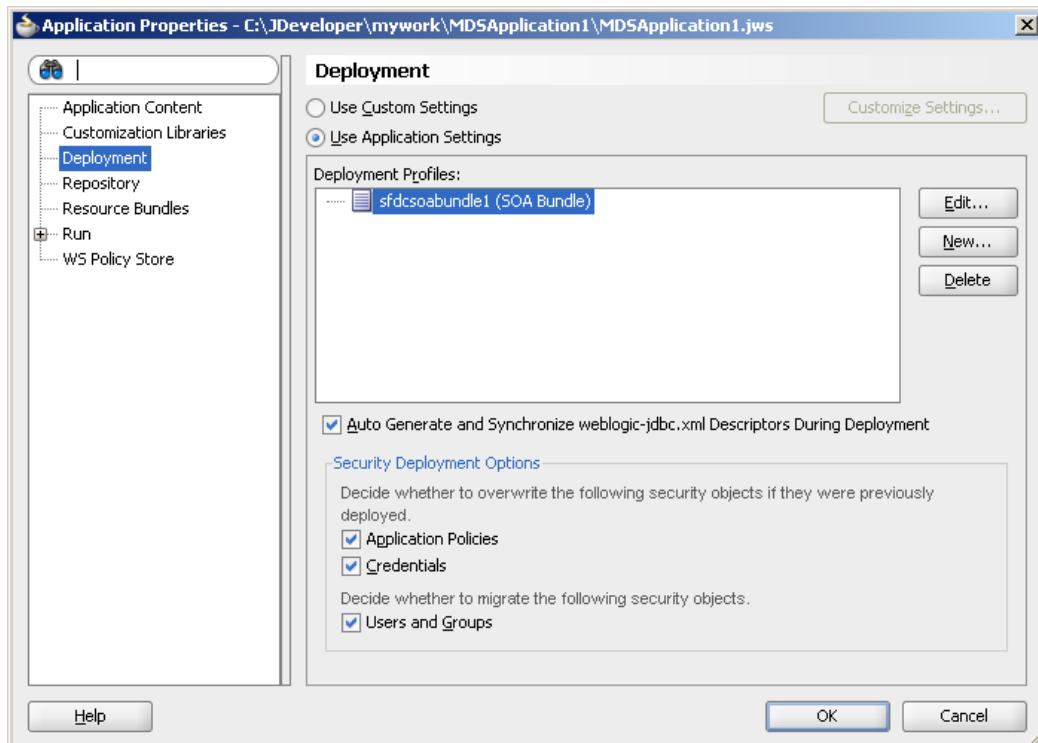 Application Properties - C:\JDeveloper\mywork\MDSApplication1\MDSApplication1.jws
Application Content
Customization Libraries
Deployment
Repository
Resource Bundles
Run
WS Policy Store
Deployment
Use Custom Settings
Customize Settings...
Use Application Settings
Deployment Profiles:
sfdcsoabundle1 (SOA Bundle)
Edit...
New...
Delete
Auto Generate and Synchronize weblogic-jdbc.xml Descriptors During Deployment
Security Deployment Options
Decide whether to overwrite the following security objects if they were previously
deployed.
Application Policies
Credentials
Decide whether to migrate the following security objects.
Users and Groups
Help
OK
Cancel